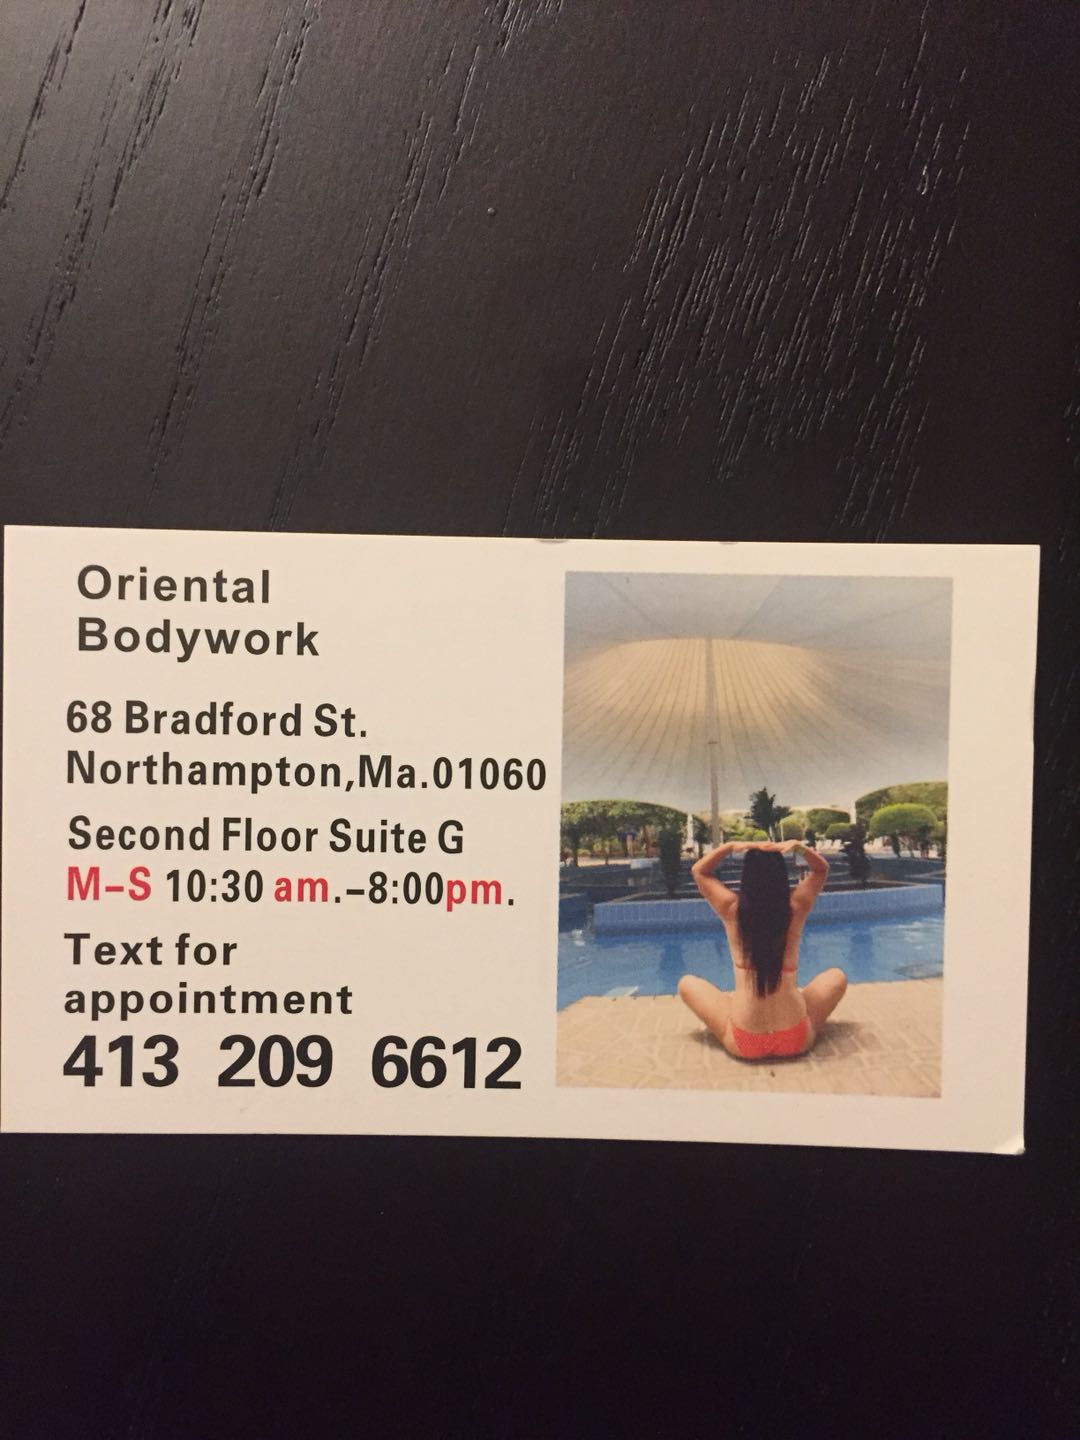 Oriental
Bodywork
68 Bradford St.
Northampton,Ma.01060
Second Floor Suite G
M-S 10:30 am.-8:00pm.
Text for
appointment
413 209 6612